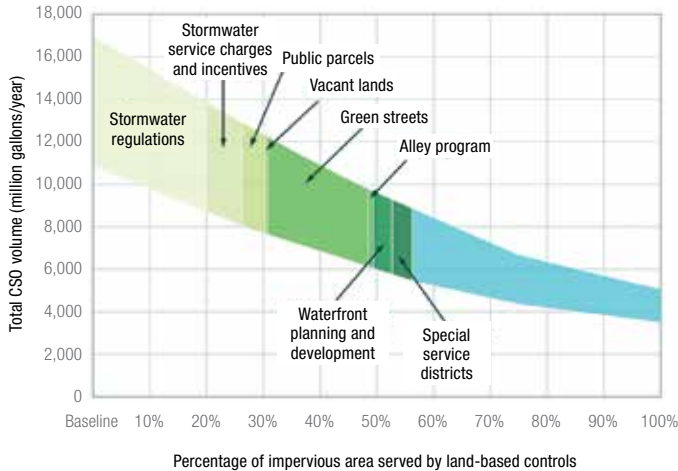 18,000
16,000
14,000
12,000
10,000
8,000
6,000
4,000
2,000
0
Total CSO volume (million gallons/year)
Stormwater
service charges
and incentives
Public parcels
Vacant lands
Green streets
Alley program
Stormwater
regulations
Waterfront
planning and
development
Special
service
districts
Baseline 10% 20% 30% 40% 50% 60% 70% 80% 90% 100%
Percentage of impervious area served by land-based controls